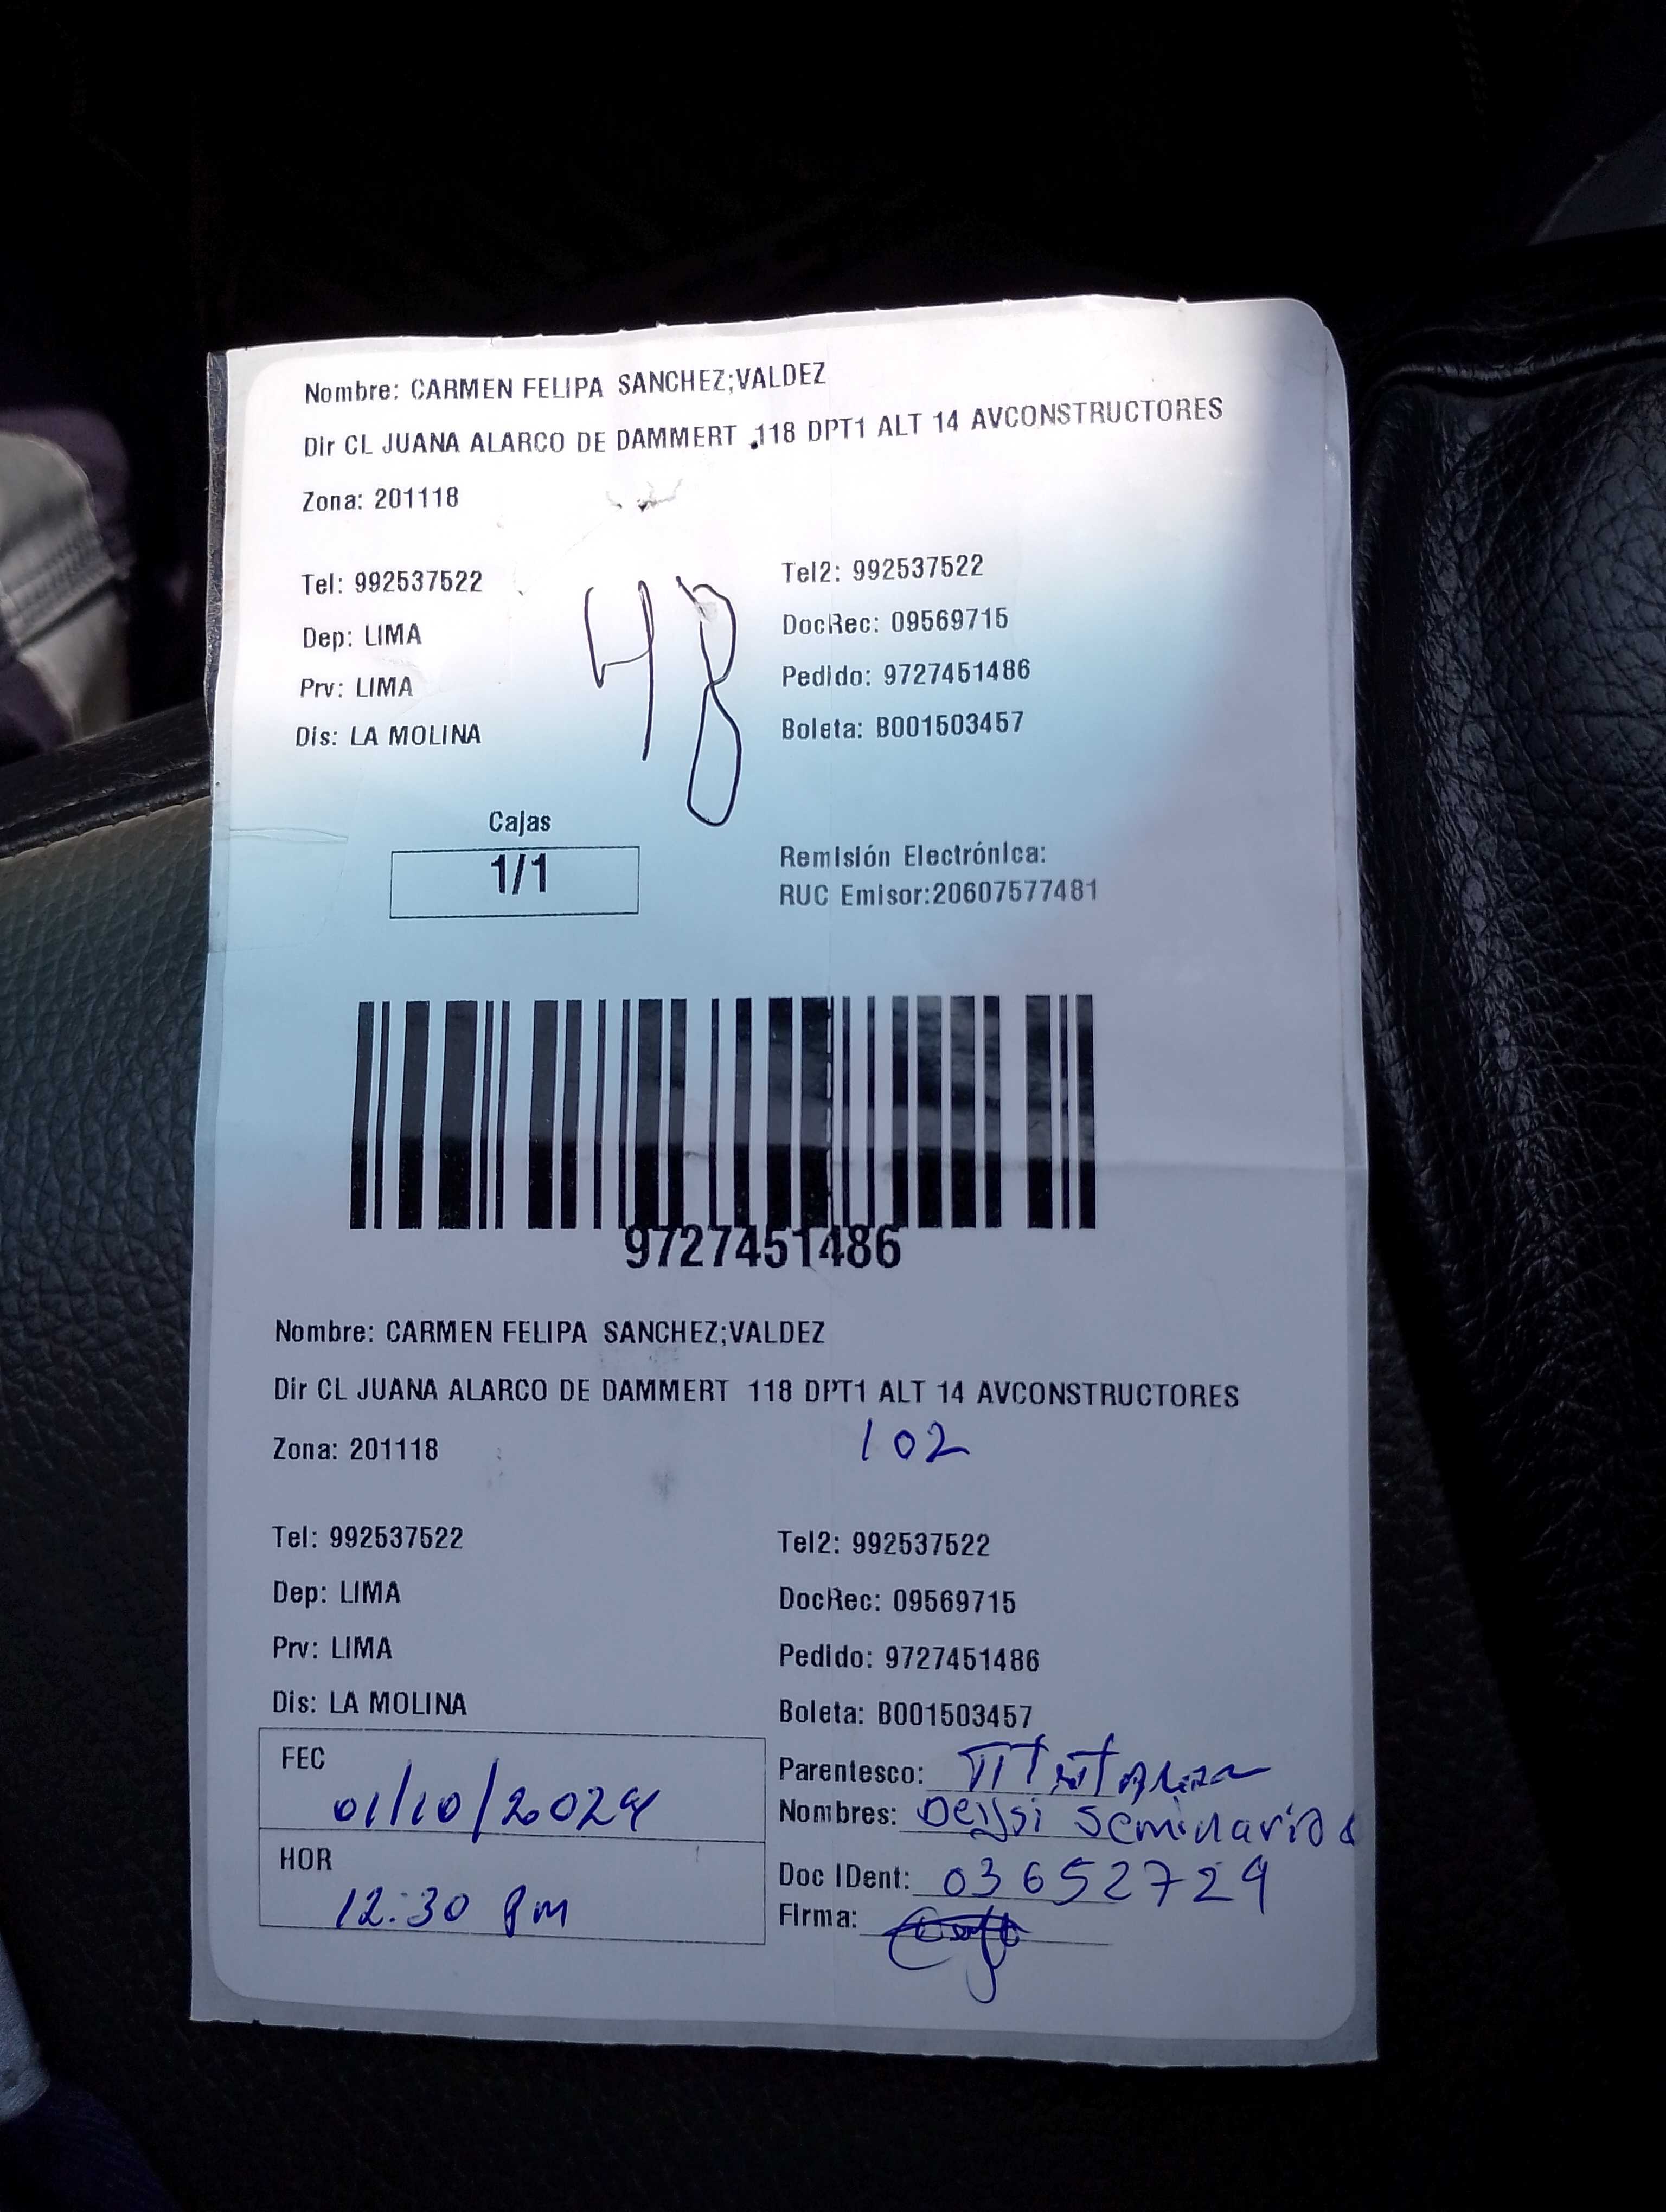 Nombre: CARMEN FELIPA SANCHEZ;VALDEZ
Dir CL JUANA ALARCO DE DAMMERT 118 DPT1 ALT 14 AVCONSTRUCTORES
Zona: 201118
Tel: 992537522 Tel2: 992537522
Dep: LIMA DocRec: 09569715
Prv: LIMA Pedido: 9727451486
Dis: LA MOLINA Boleta: B001503457
48
Cajas
1/1
Remisión Electrónica:
RUC Emisor:20607577481
9727451486
Nombre: CARMEN FELIPA SANCHEZ;VALDEZ
Dir CL JUANA ALARCO DE DAMMERT 118 DPT1 ALT 14 AVCONSTRUCTORES
102
Zona: 201118
Tel: 992537522 Tel2: 992537522
Dep: LIMA DocRec: 09569715
Prv: LIMA Pedido: 9727451486
Dis: LA MOLINA Boleta: B001503457
FEC 01/10/2024
HOR 12:30 Pm
Parentesco:
Nombres: Deijsi Seminario
Doc IDent: 03652729
Firma: